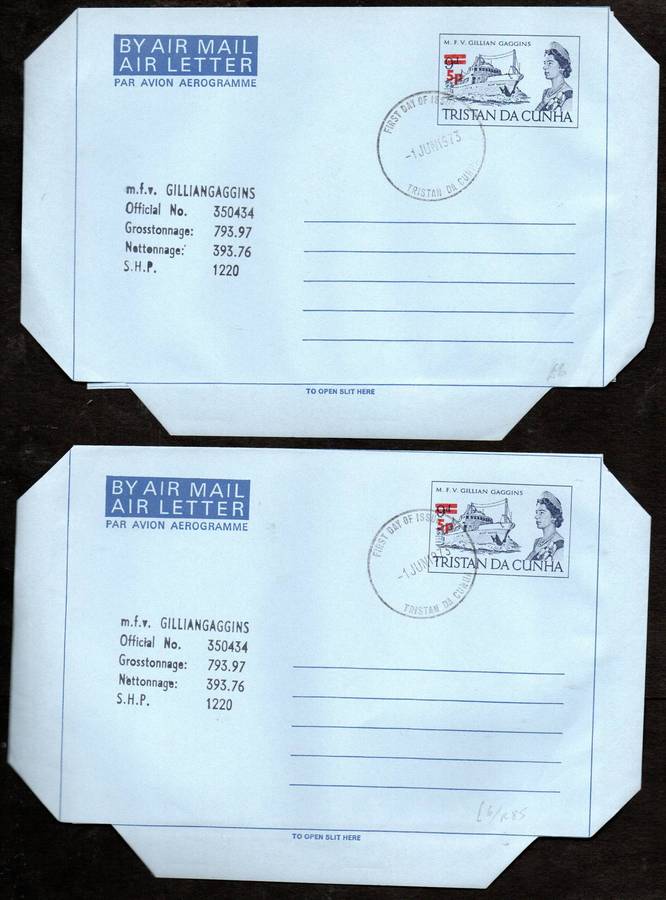 BY AIR MAIL
AIR LETTER
PAR AVION AEROGRAMME
M. F. V. GILLIAN GAGGINS
5p
TRISTAN DA CUNHA
FIRST DAY OF ISSUE
-1 JUN 1973
TRISTAN DA CUNHA
m.f.v. GILLIANGAGGINS
Official No. 350434
Grosstonnage: 793.97
Nettonnage: 393.76
S.H.P. 1220
£6
TO OPEN SLIT HERE
BY AIR MAIL
AIR LETTER
PAR AVION AEROGRAMME
M. F. V. GILLIAN GAGGINS
9d
5p
TRISTAN DA CUNHA
FIRST DAY OF ISSUE
-1 JUN 1973
TRISTAN DA CUNHA
m.f.v. GILLIANGAGGINS
Official No. 350434
Grosstonnage: 793.97
Nettonnage: 393.76
S.H.P. 1220
£6/R85
TO OPEN SLIT HERE